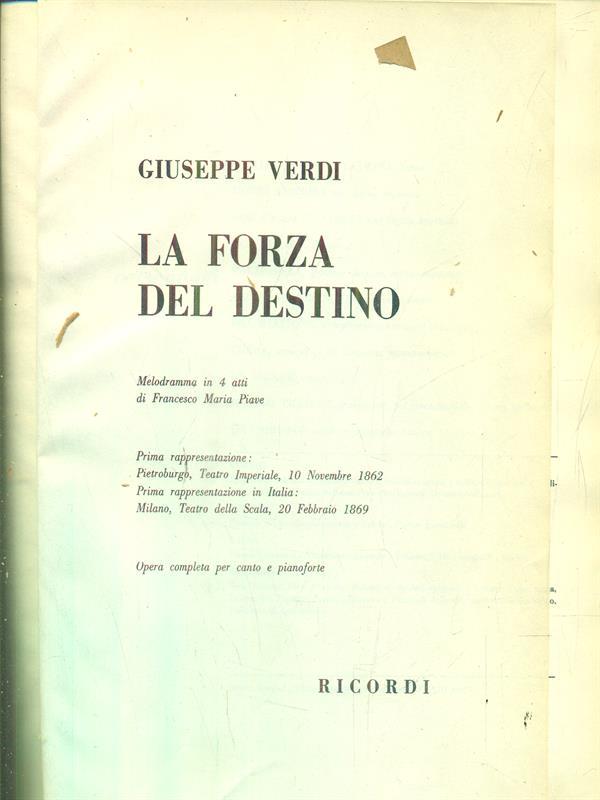 GIUSEPPE VERDI
LA FORZA
DEL DESTINO
Melodramma in 4 atti
di Francesco Maria Piave
Prima rappresentazione:
Pietroburgo, Teatro Imperiale, 10 Novembre 1862
Prima rappresentazione in Italia:
Milano, Teatro della Scala, 20 Febbraio 1869
Opera completa per canto e pianoforte
RICORDI
li-
a,
o.